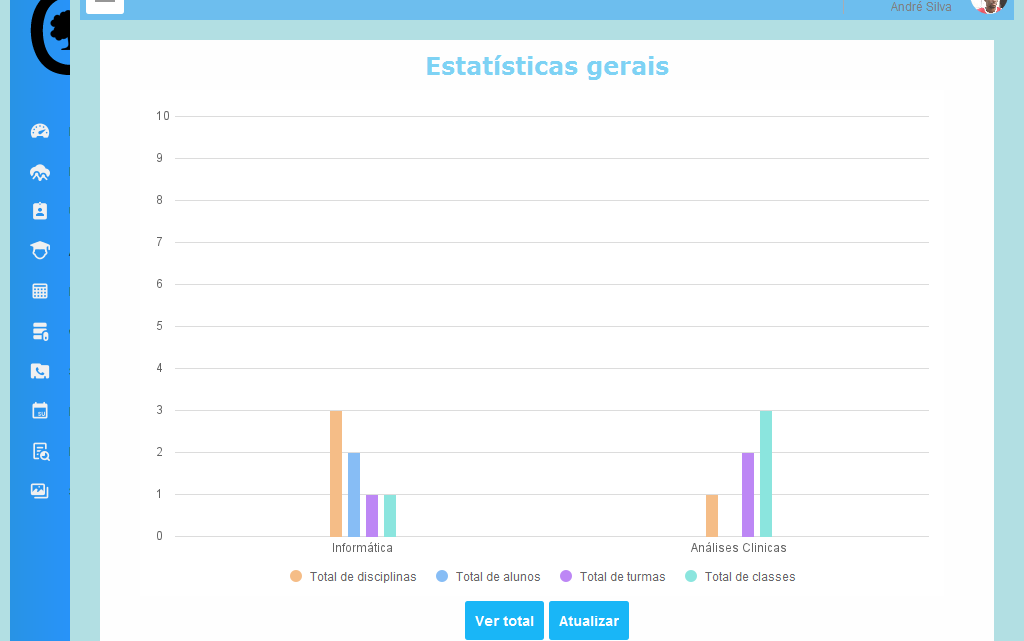 André Silva
Estatísticas gerais
10
9
8
7
6
5
4
3
2
1
0
Informática Análises Clinicas
Total de disciplinas Total de alunos Total de turmas Total de classes
Ver total Atualizar